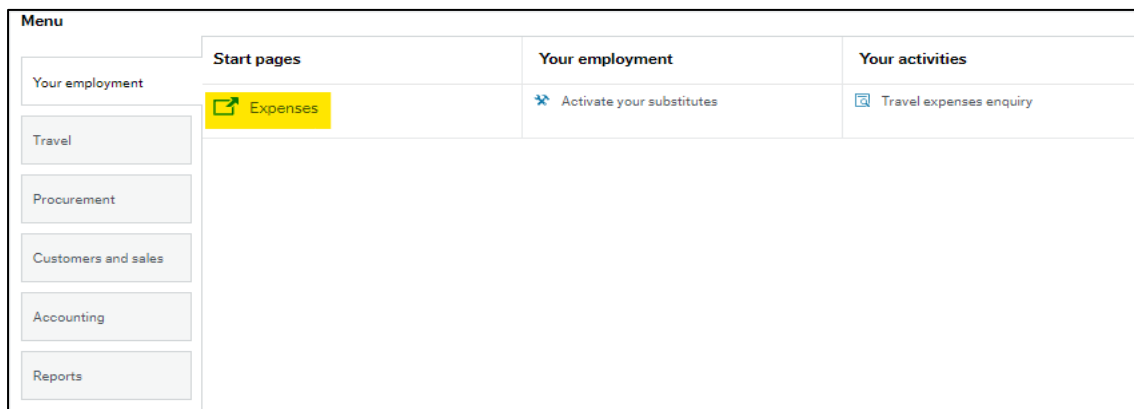 Menu
Your employment
Travel
Procurement
Customers and sales
Accounting
Reports
Start pages
Expenses
Your employment
Activate your substitutes
Your activities
Travel expenses enquiry